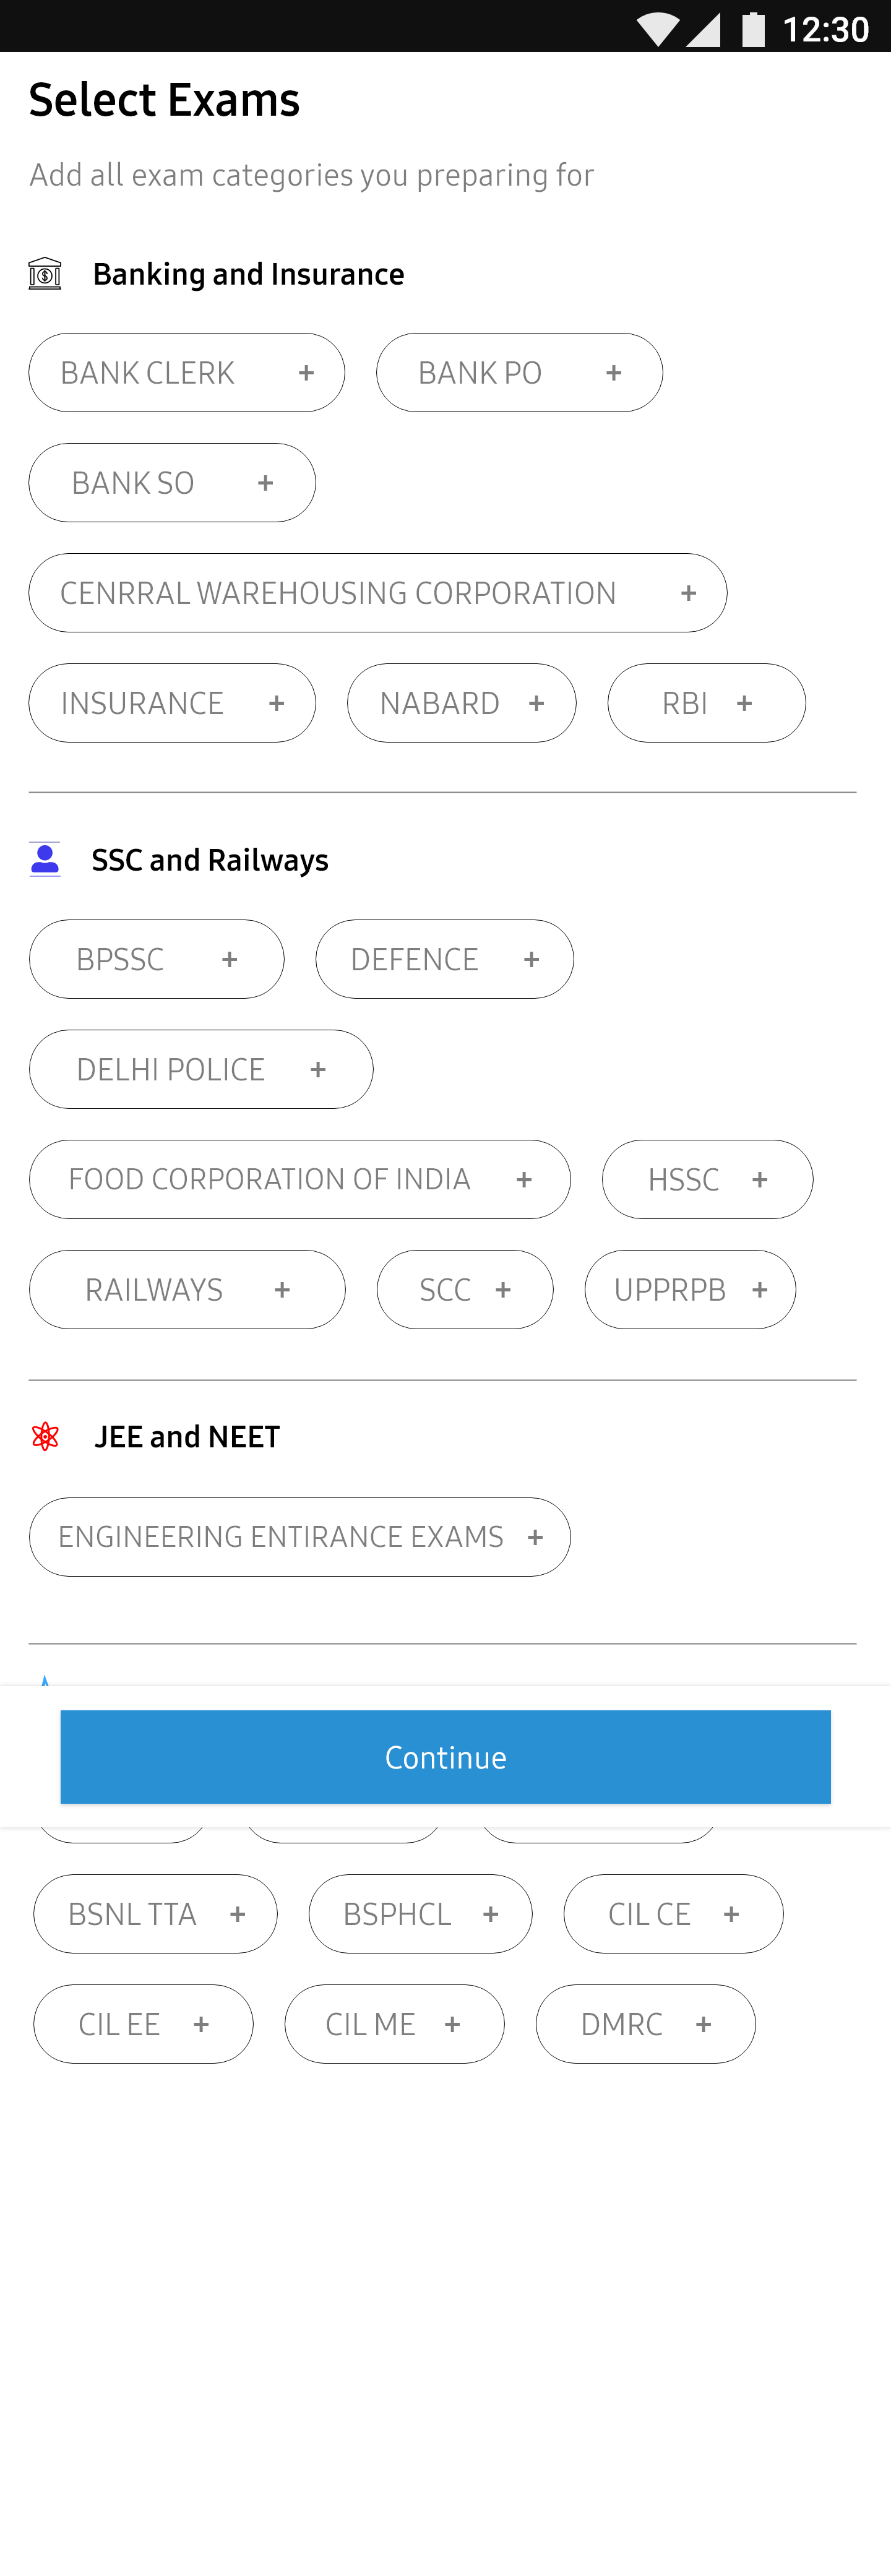 12:30
Select Exams
Add all exam categories you preparing for
Banking and Insurance
BANK CLERK + BANK PO +
BANK SO +
CENRRAL WAREHOUSING CORPORATION +
INSURANCE + NABARD + RBI +
SSC and Railways
BPSSC + DEFENCE +
DELHI POLICE +
FOOD CORPORATION OF INDIA + HSSC +
RAILWAYS + SCC + UPPRPB +
JEE and NEET
ENGINEERING ENTIRANCE EXAMS +
Continue
BSNL TTA + BSPHCL + CIL CE +
CIL EE + CIL ME + DMRC +